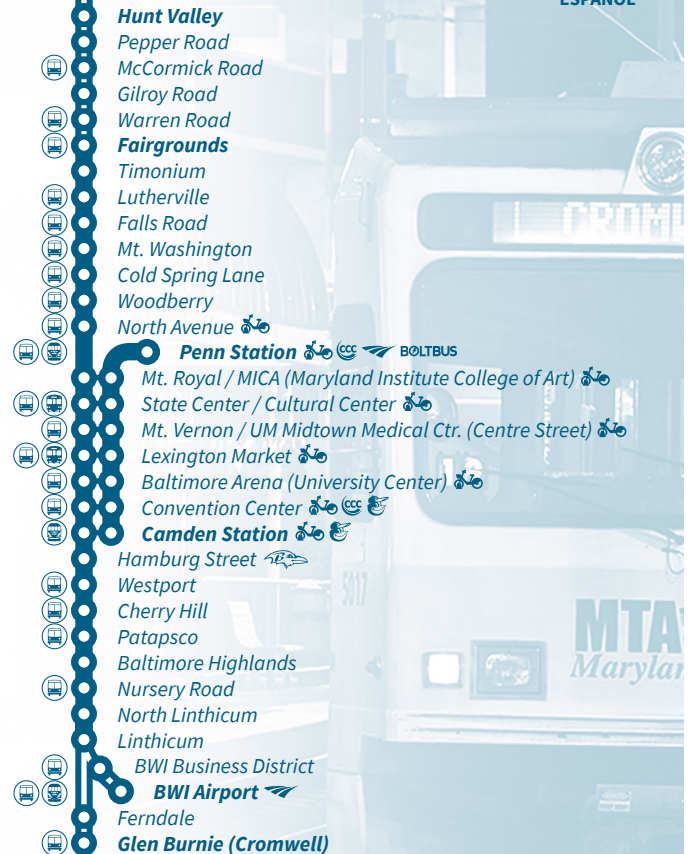 ESPAÑOL
Hunt Valley
Pepper Road
McCormick Road
Gilroy Road
Warren Road
Fairgrounds
Timonium
Lutherville
Falls Road
Mt. Washington
Cold Spring Lane
Woodberry
North Avenue
Penn Station CCC BOLTBUS
Mt. Royal / MICA (Maryland Institute College of Art)
State Center / Cultural Center
Mt. Vernon / UM Midtown Medical Ctr. (Centre Street)
Lexington Market
Baltimore Arena (University Center)
Convention Center CCC
Camden Station
Hamburg Street
Westport
Cherry Hill
Patapsco
Baltimore Highlands
Nursery Road
North Linthicum
Linthicum
BWI Business District
BWI Airport
Ferndale
Glen Burnie (Cromwell)
5017
MTA